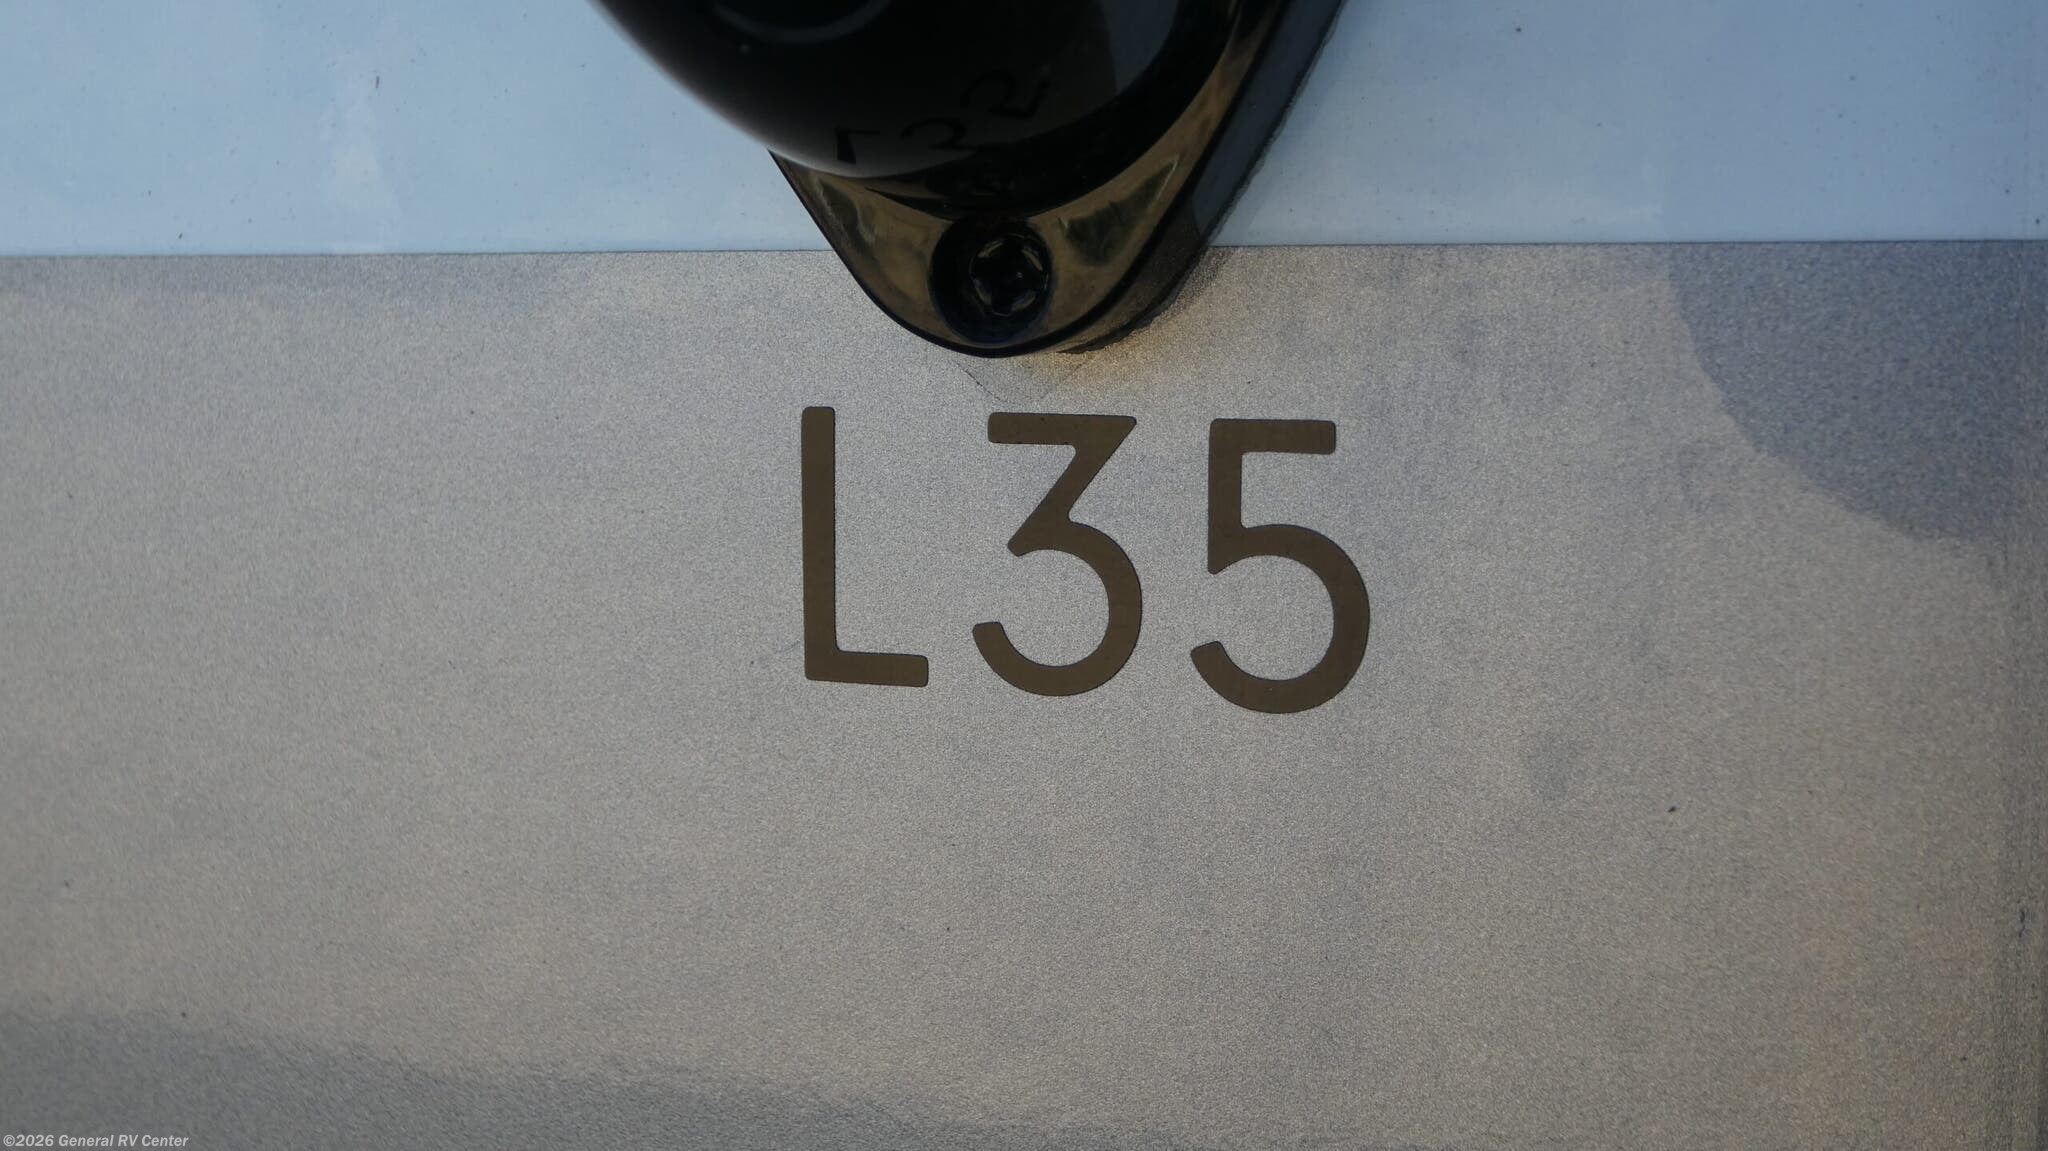 L35
©2026 General RV Center